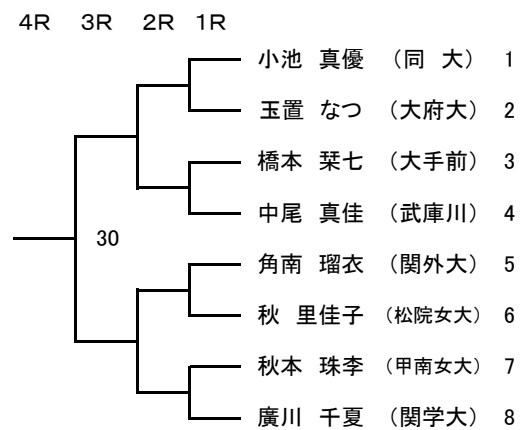 4R 3R 2R 1R
小池 真優 （同 大） 1
玉置 なつ （大府大） 2
橋本 栞七 （大手前） 3
中尾 真佳 （武庫川） 4
30
角南 瑠衣 （関外大） 5
秋 里佳子 （松院女大） 6
秋本 珠李 （甲南女大） 7
廣川 千夏 （関学大） 8